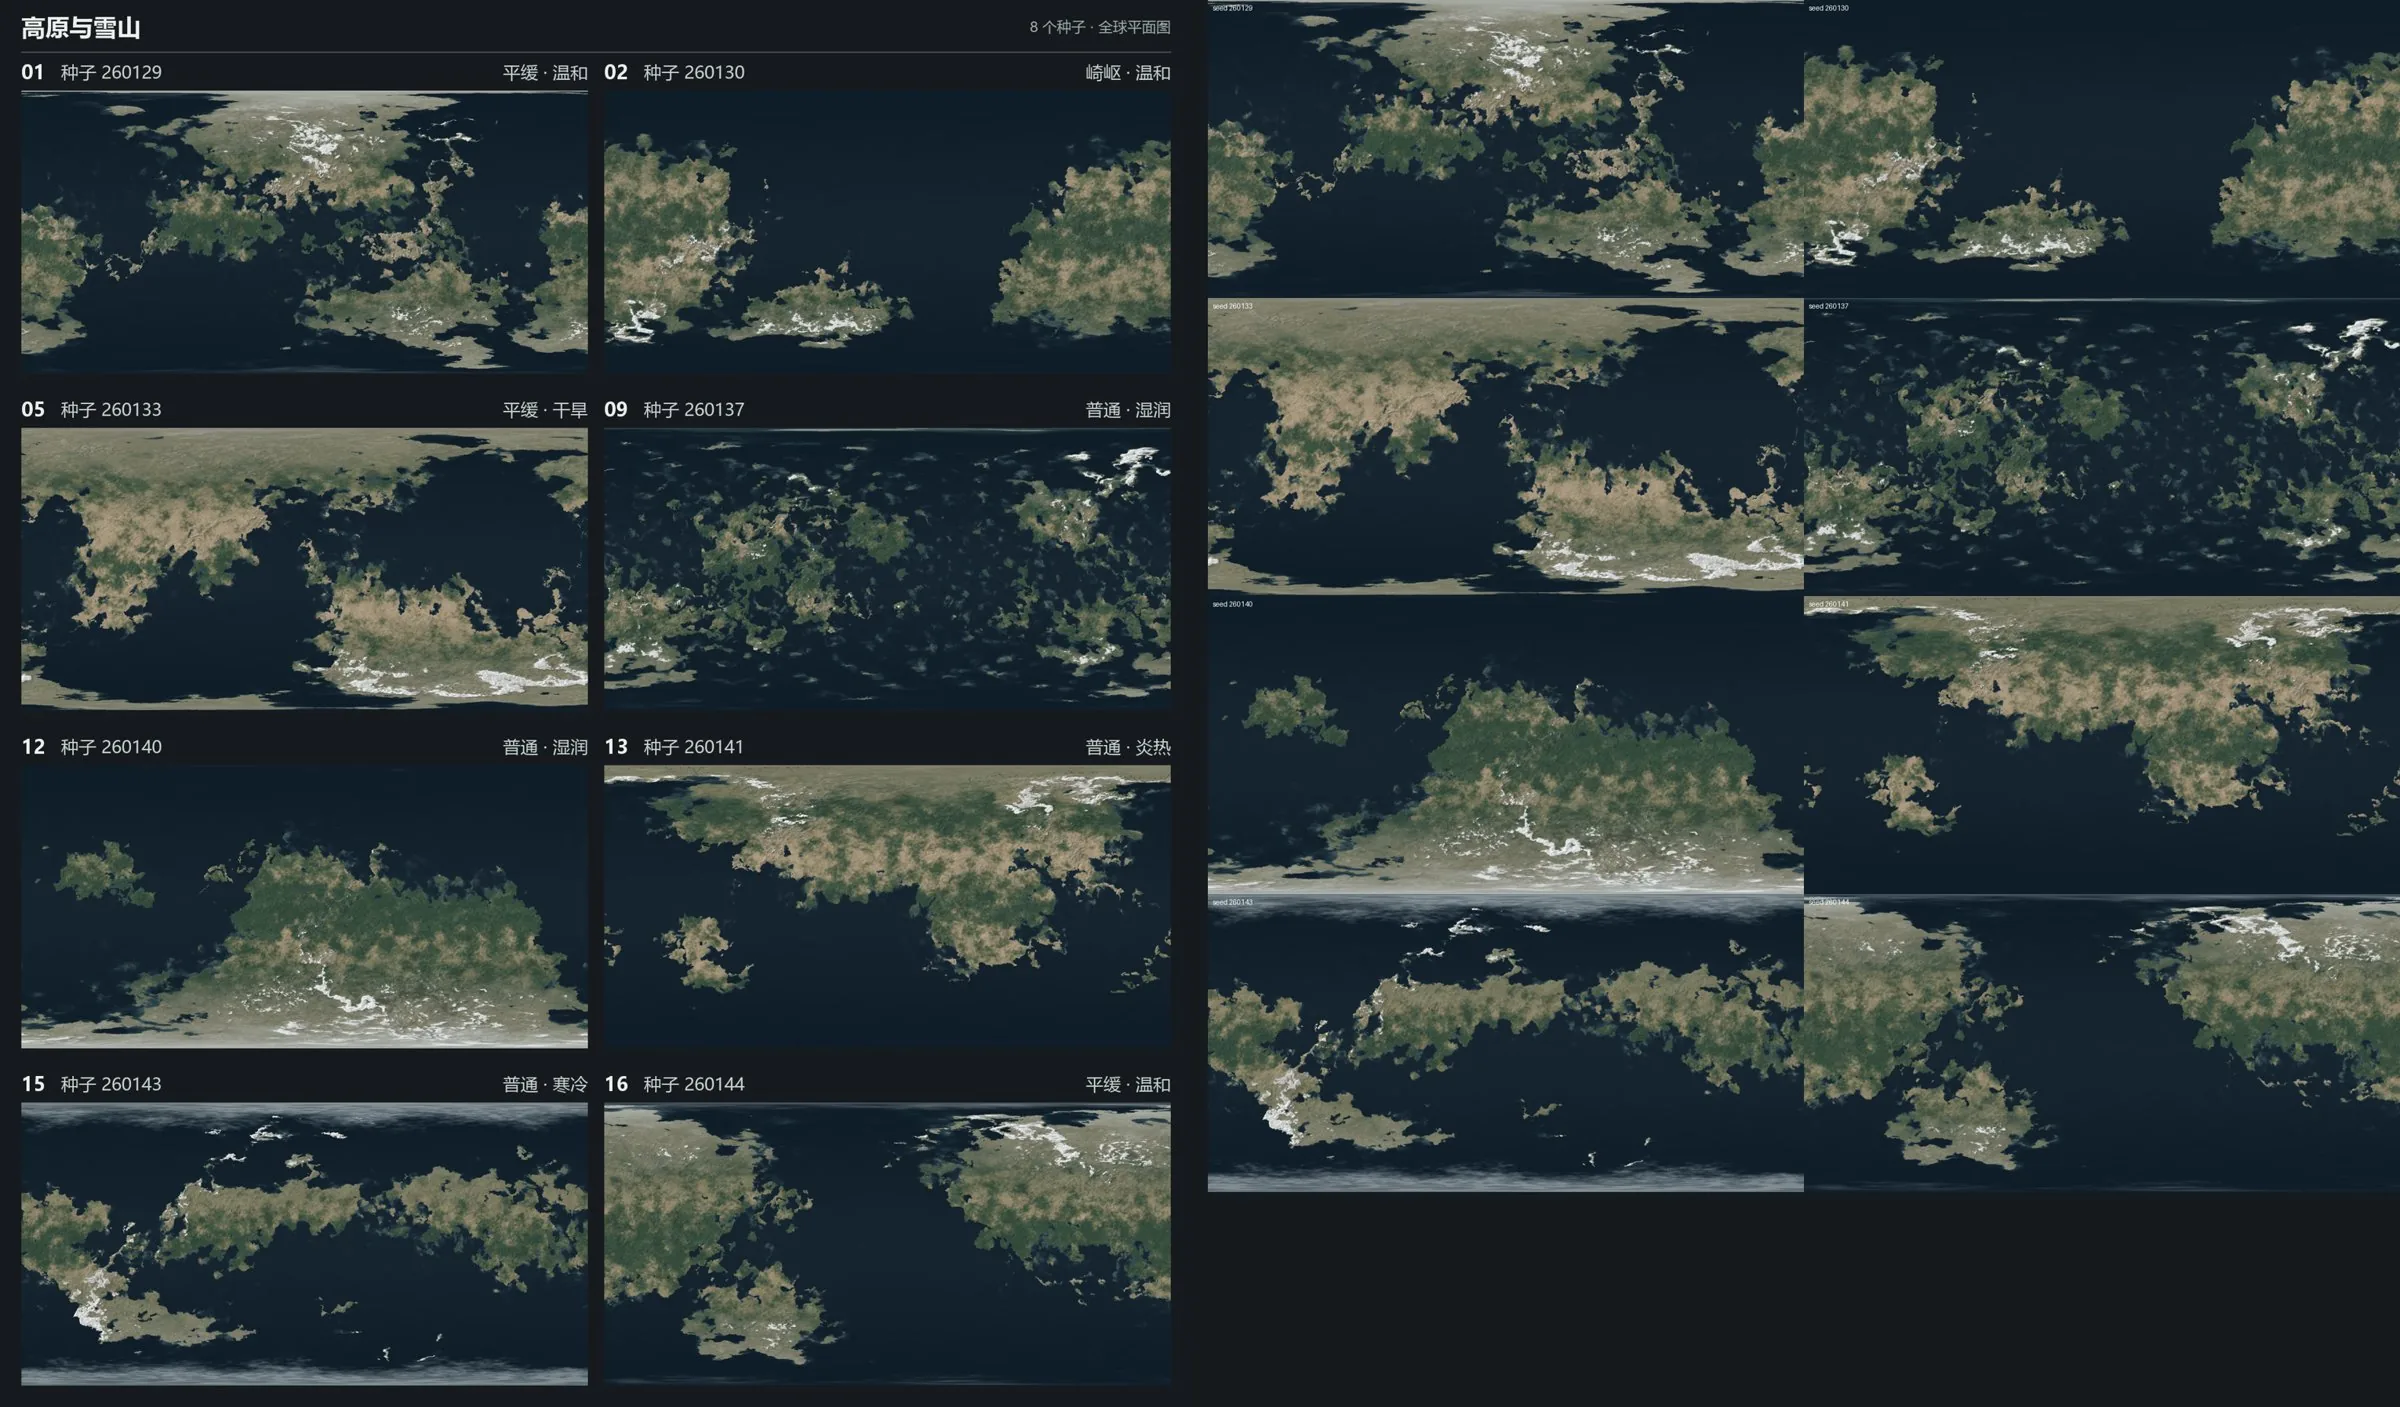 高原与雪山
8 个种子 · 全球平面图
01 种子 260129 平缓 · 温和
02 种子 260130 崎岖 · 温和
05 种子 260133 平缓 · 干旱
09 种子 260137 普通 · 湿润
12 种子 260140 普通 · 湿润
13 种子 260141 普通 · 炎热
15 种子 260143 普通 · 寒冷
16 种子 260144 平缓 · 温和
seed 260129
seed 260130
seed 260133
seed 260137
seed 260140
seed 260141
seed 260143
seed 260144